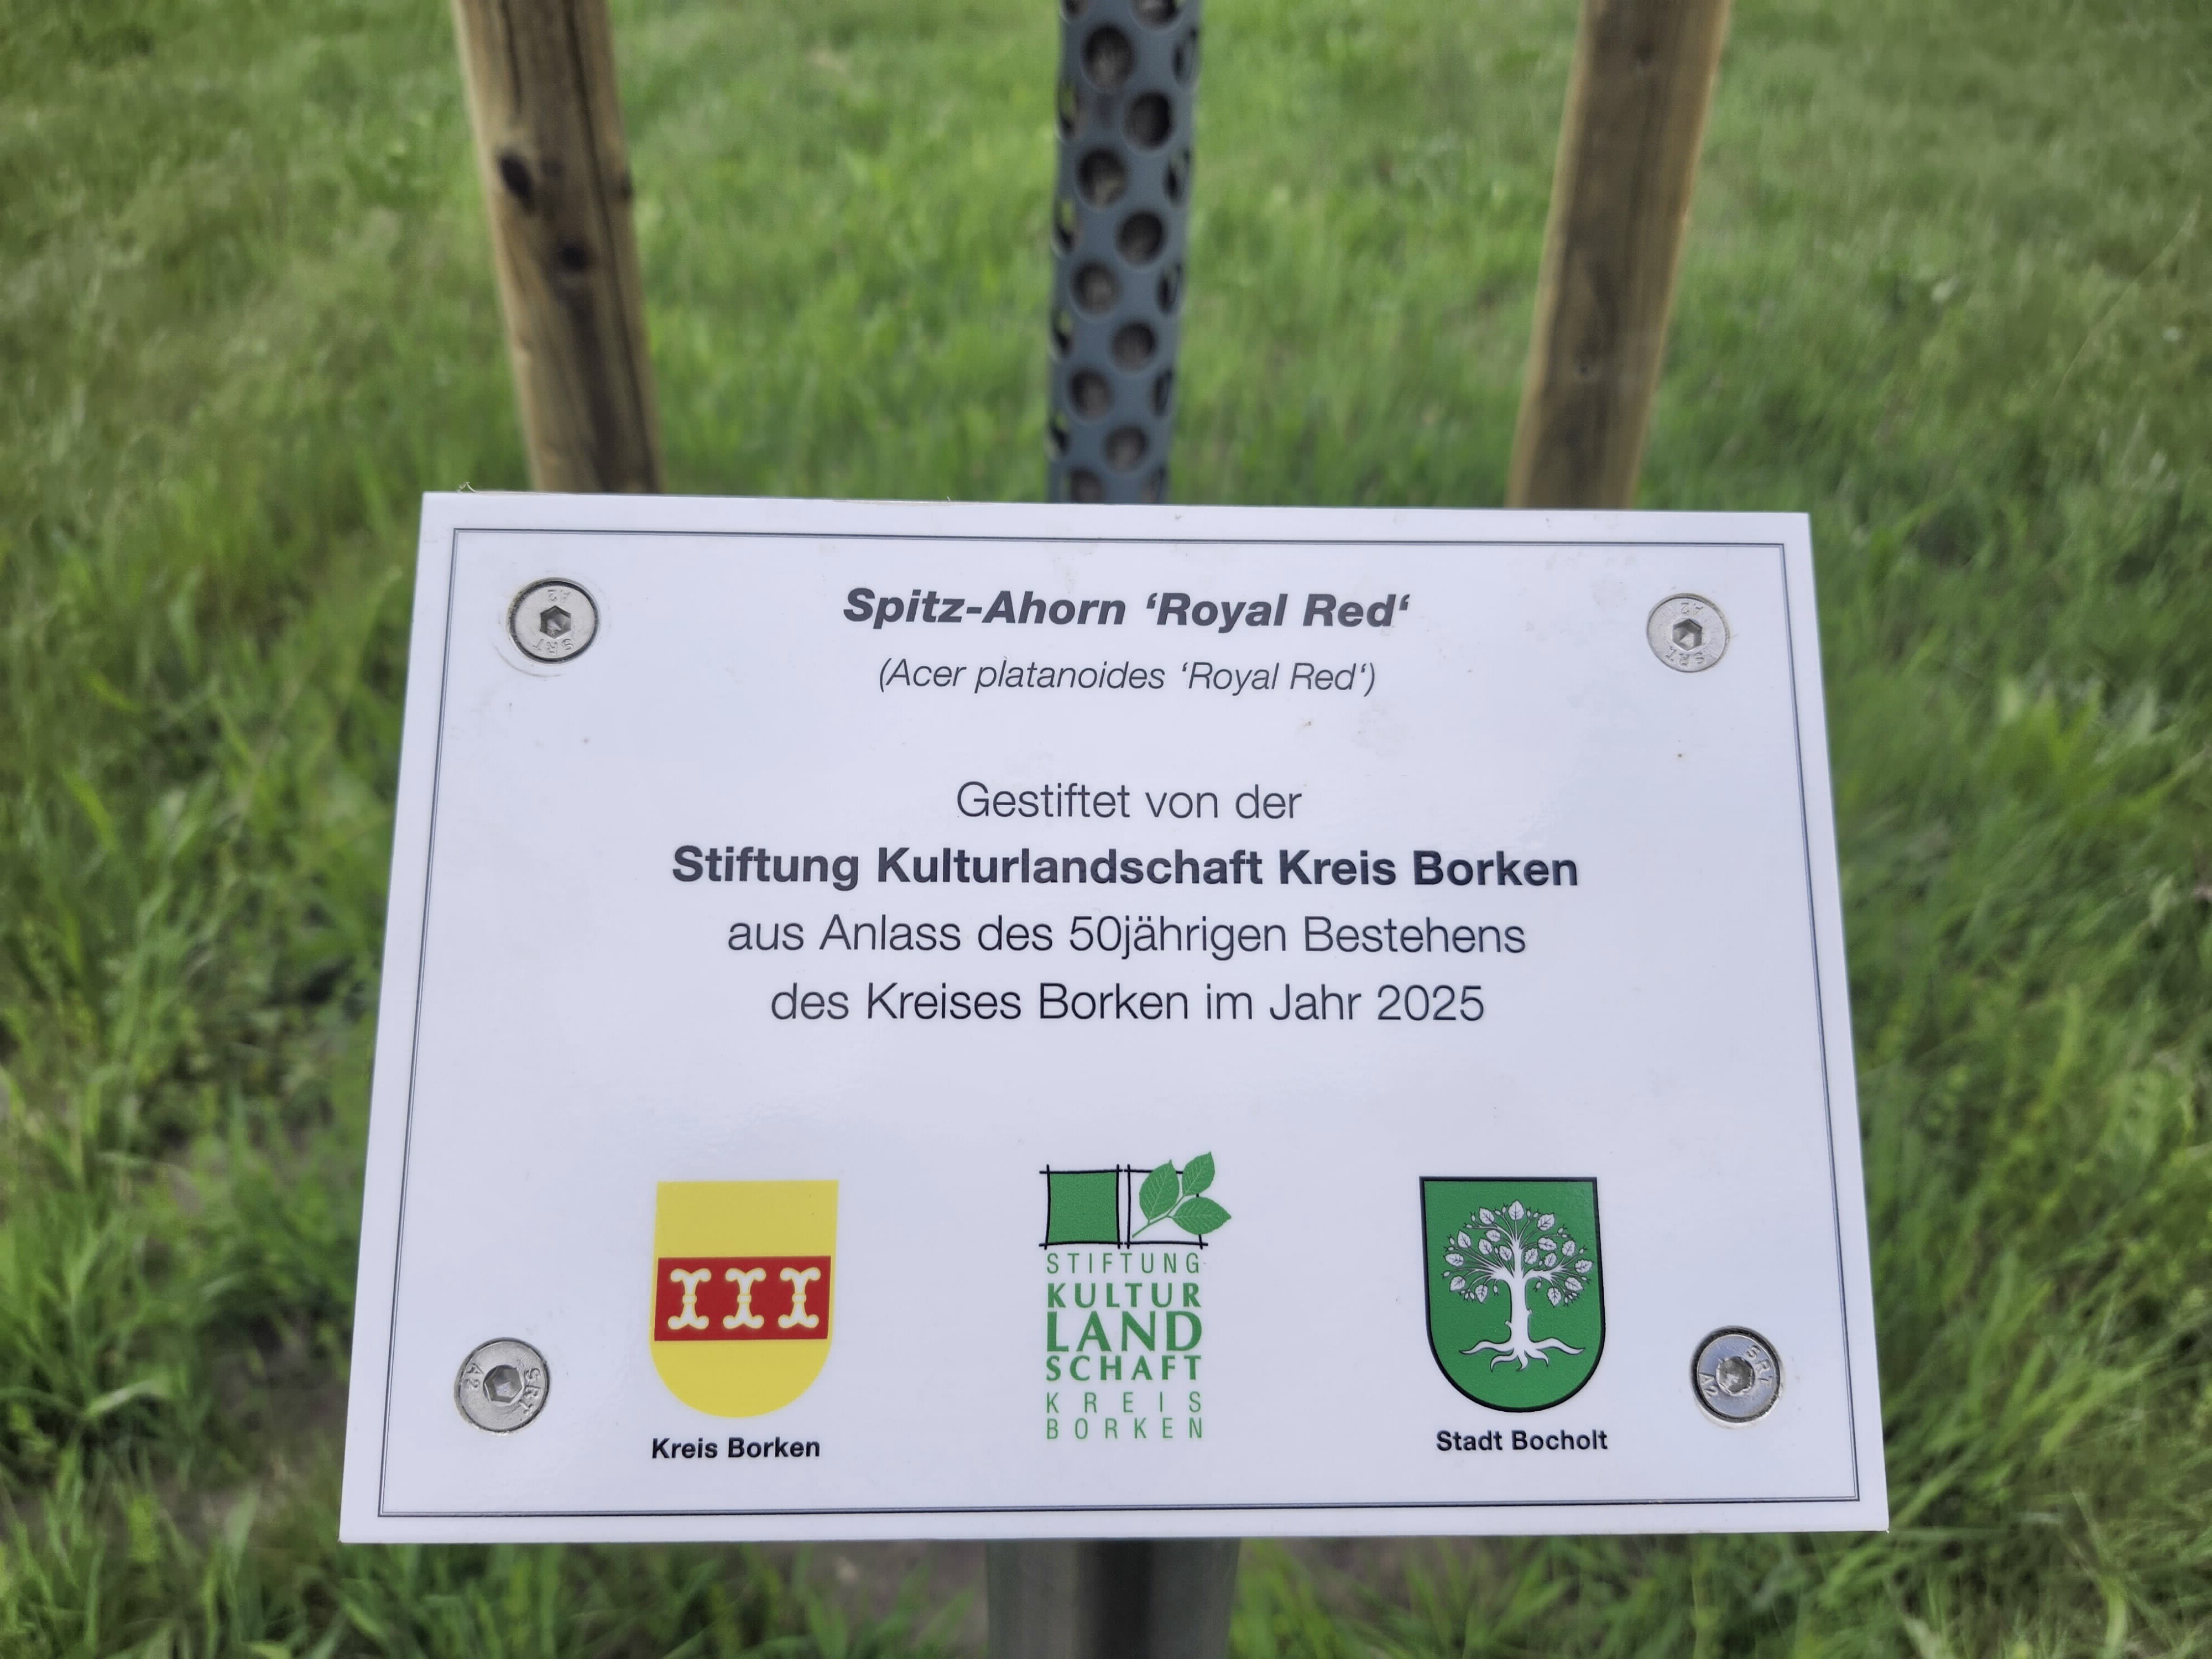 Spitz-Ahorn ‘Royal Red‘
(Acer platanoides ‘Royal Red‘)
Gestiftet von der
Stiftung Kulturlandschaft Kreis Borken
aus Anlass des 50jährigen Bestehens
des Kreises Borken im Jahr 2025
STIFTUNG
KULTUR
LAND
SCHAFT
KREIS
BORKEN
Kreis Borken
Stadt Bocholt